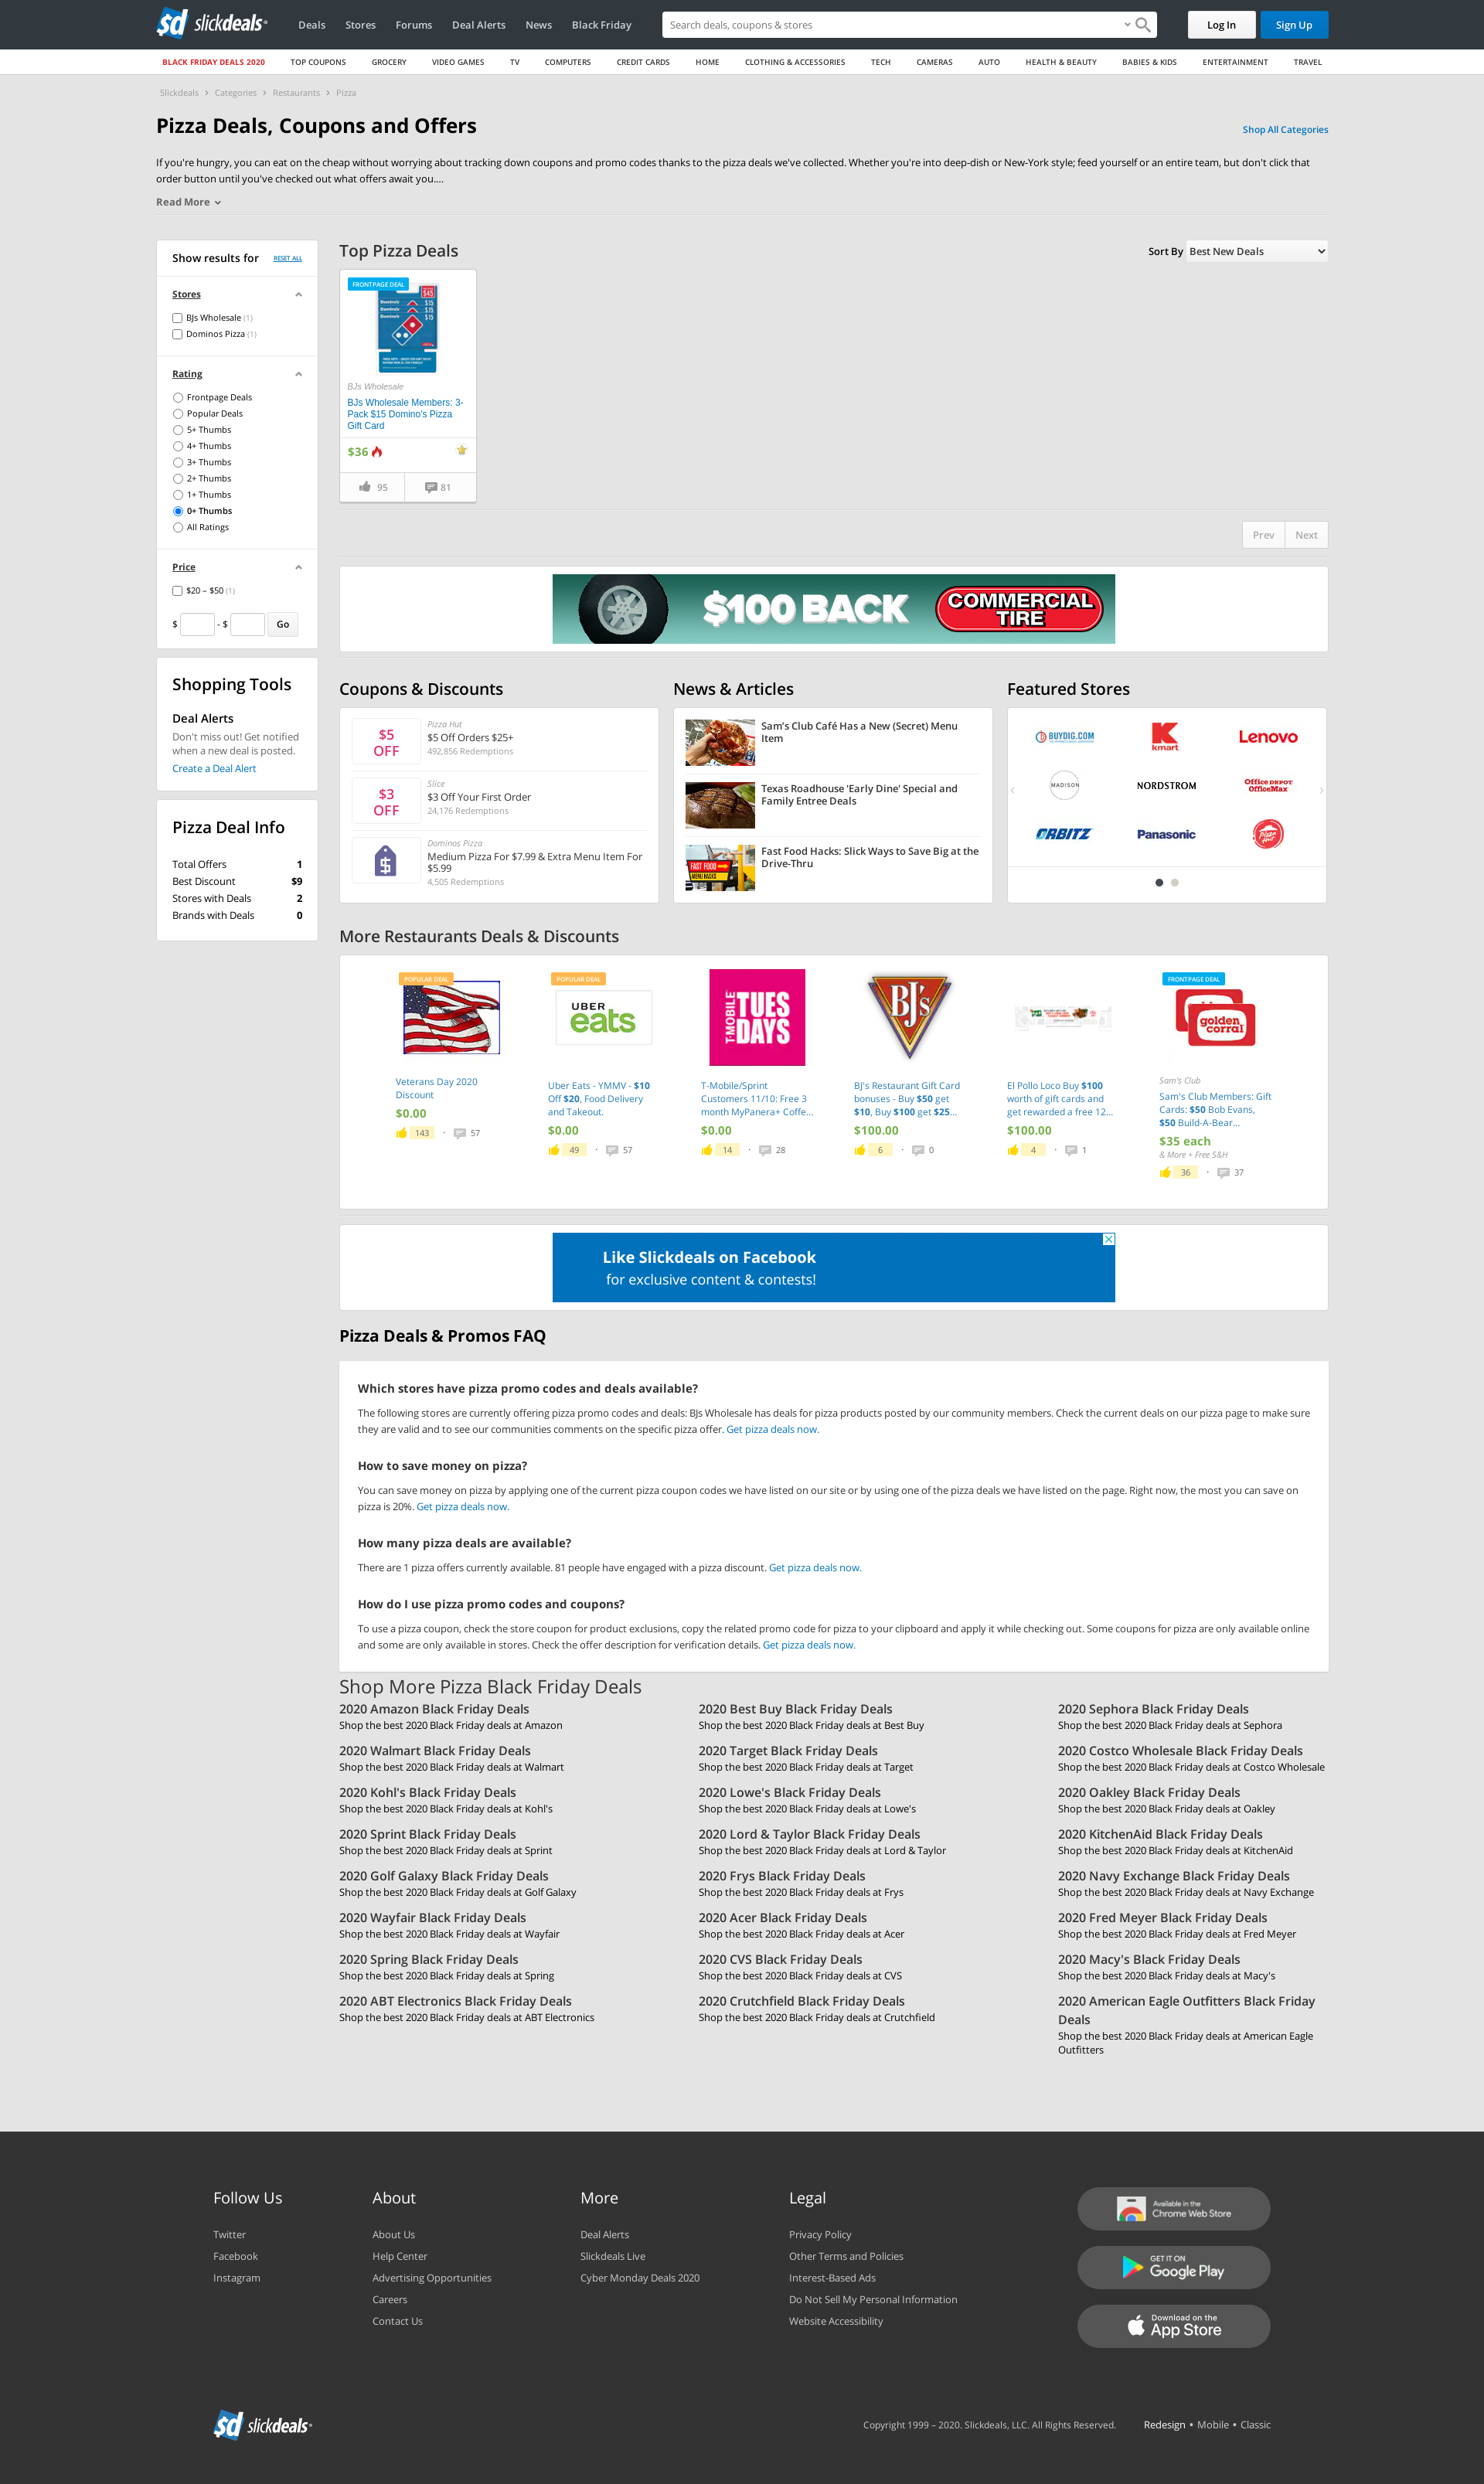 slickdeals
Deals Stores Forums Deal Alerts News Black Friday
Search deals, coupons & stores
Log In
Sign Up
BLACK FRIDAY DEALS 2020 TOP COUPONS GROCERY VIDEO GAMES TV COMPUTERS CREDIT CARDS HOME CLOTHING & ACCESSORIES TECH CAMERAS AUTO HEALTH & BEAUTY BABIES & KIDS ENTERTAINMENT TRAVEL
Slickdeals › Categories › Restaurants › Pizza
Pizza Deals, Coupons and Offers
Shop All Categories
If you're hungry, you can eat on the cheap without worrying about tracking down coupons and promo codes thanks to the pizza deals we've collected. Whether you're into deep-dish or New-York style; feed yourself or an entire team, but don't click that
order button until you've checked out what offers await you....
Read More
Show results for RESET ALL
Stores
BJs Wholesale (1)
Dominos Pizza (1)
Rating
Frontpage Deals
Popular Deals
5+ Thumbs
4+ Thumbs
3+ Thumbs
2+ Thumbs
1+ Thumbs
0+ Thumbs
All Ratings
Price
$20 – $50 (1)
$ - $ Go
Shopping Tools
Deal Alerts
Don't miss out! Get notified
when a new deal is posted.
Create a Deal Alert
Pizza Deal Info
Total Offers 1
Best Discount $9
Stores with Deals 2
Brands with Deals 0
Top Pizza Deals
Sort By Best New Deals
FRONTPAGE DEAL
$45
Domino's $15
Domino's $15
Domino's $15
BJs Wholesale
BJs Wholesale Members: 3-
Pack $15 Domino's Pizza
Gift Card
$36
95 81
Prev Next
$100 BACK COMMERCIAL TIRE
Coupons & Discounts
$5 OFF
Pizza Hut
$5 Off Orders $25+
492,856 Redemptions
$3 OFF
Slice
$3 Off Your First Order
24,176 Redemptions
Dominos Pizza
Medium Pizza For $7.99 & Extra Menu Item For
$5.99
4,505 Redemptions
News & Articles
Sam's Club Café Has a New (Secret) Menu
Item
Texas Roadhouse 'Early Dine' Special and
Family Entree Deals
FAST FOOD
MENU HACKS
Fast Food Hacks: Slick Ways to Save Big at the
Drive-Thru
Featured Stores
BUYDIG.COM
kmart
Lenovo
MADISON
NORDSTROM
Office DEPOT
OfficeMax
ORBITZ
Panasonic
Pizza Hut
More Restaurants Deals & Discounts
POPULAR DEAL
Veterans Day 2020
Discount
$0.00
143 · 57
POPULAR DEAL
UBER
eats
Uber Eats - YMMV - $10
Off $20, Food Delivery
and Takeout.
$0.00
49 · 57
T-MOBILE TUESDAYS
T-Mobile/Sprint
Customers 11/10: Free 3
month MyPanera+ Coffe...
$0.00
14 · 28
BJ's
BJ's Restaurant Gift Card
bonuses - Buy $50 get
$10, Buy $100 get $25...
$100.00
6 · 0
El Pollo Loco Buy $100
worth of gift cards and
get rewarded a free 12...
$100.00
4 · 1
FRONTPAGE DEAL
golden corral
Sam's Club
Sam's Club Members: Gift
Cards: $50 Bob Evans,
$50 Build-A-Bear...
$35 each
& More + Free S&H
36 · 37
Like Slickdeals on Facebook
for exclusive content & contests!
Pizza Deals & Promos FAQ
Which stores have pizza promo codes and deals available?
The following stores are currently offering pizza promo codes and deals: BJs Wholesale has deals for pizza products posted by our community members. Check the current deals on our pizza page to make sure
they are valid and to see our communities comments on the specific pizza offer. Get pizza deals now.
How to save money on pizza?
You can save money on pizza by applying one of the current pizza coupon codes we have listed on our site or by using one of the pizza deals we have listed on the page. Right now, the most you can save on
pizza is 20%. Get pizza deals now.
How many pizza deals are available?
There are 1 pizza offers currently available. 81 people have engaged with a pizza discount. Get pizza deals now.
How do I use pizza promo codes and coupons?
To use a pizza coupon, check the store coupon for product exclusions, copy the related promo code for pizza to your clipboard and apply it while checking out. Some coupons for pizza are only available online
and some are only available in stores. Check the offer description for verification details. Get pizza deals now.
Shop More Pizza Black Friday Deals
2020 Amazon Black Friday Deals
Shop the best 2020 Black Friday deals at Amazon
2020 Best Buy Black Friday Deals
Shop the best 2020 Black Friday deals at Best Buy
2020 Sephora Black Friday Deals
Shop the best 2020 Black Friday deals at Sephora
2020 Walmart Black Friday Deals
Shop the best 2020 Black Friday deals at Walmart
2020 Target Black Friday Deals
Shop the best 2020 Black Friday deals at Target
2020 Costco Wholesale Black Friday Deals
Shop the best 2020 Black Friday deals at Costco Wholesale
2020 Kohl's Black Friday Deals
Shop the best 2020 Black Friday deals at Kohl's
2020 Lowe's Black Friday Deals
Shop the best 2020 Black Friday deals at Lowe's
2020 Oakley Black Friday Deals
Shop the best 2020 Black Friday deals at Oakley
2020 Sprint Black Friday Deals
Shop the best 2020 Black Friday deals at Sprint
2020 Lord & Taylor Black Friday Deals
Shop the best 2020 Black Friday deals at Lord & Taylor
2020 KitchenAid Black Friday Deals
Shop the best 2020 Black Friday deals at KitchenAid
2020 Golf Galaxy Black Friday Deals
Shop the best 2020 Black Friday deals at Golf Galaxy
2020 Frys Black Friday Deals
Shop the best 2020 Black Friday deals at Frys
2020 Navy Exchange Black Friday Deals
Shop the best 2020 Black Friday deals at Navy Exchange
2020 Wayfair Black Friday Deals
Shop the best 2020 Black Friday deals at Wayfair
2020 Acer Black Friday Deals
Shop the best 2020 Black Friday deals at Acer
2020 Fred Meyer Black Friday Deals
Shop the best 2020 Black Friday deals at Fred Meyer
2020 Spring Black Friday Deals
Shop the best 2020 Black Friday deals at Spring
2020 CVS Black Friday Deals
Shop the best 2020 Black Friday deals at CVS
2020 Macy's Black Friday Deals
Shop the best 2020 Black Friday deals at Macy's
2020 ABT Electronics Black Friday Deals
Shop the best 2020 Black Friday deals at ABT Electronics
2020 Crutchfield Black Friday Deals
Shop the best 2020 Black Friday deals at Crutchfield
2020 American Eagle Outfitters Black Friday
Deals
Shop the best 2020 Black Friday deals at American Eagle
Outfitters
Follow Us
Twitter
Facebook
Instagram
About
About Us
Help Center
Advertising Opportunities
Careers
Contact Us
More
Deal Alerts
Slickdeals Live
Cyber Monday Deals 2020
Legal
Privacy Policy
Other Terms and Policies
Interest-Based Ads
Do Not Sell My Personal Information
Website Accessibility
Available in the
Chrome Web Store
GET IT ON
Google Play
Download on the
App Store
slickdeals
Copyright 1999 – 2020. Slickdeals, LLC. All Rights Reserved. Redesign • Mobile • Classic